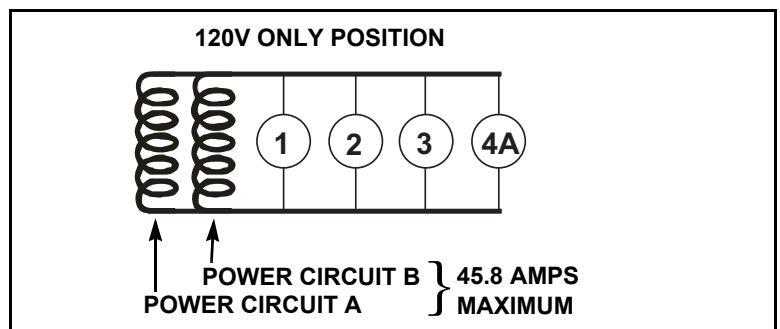 120V ONLY POSITION
1 2 3 4A
POWER CIRCUIT B } 45.8 AMPS
POWER CIRCUIT A MAXIMUM